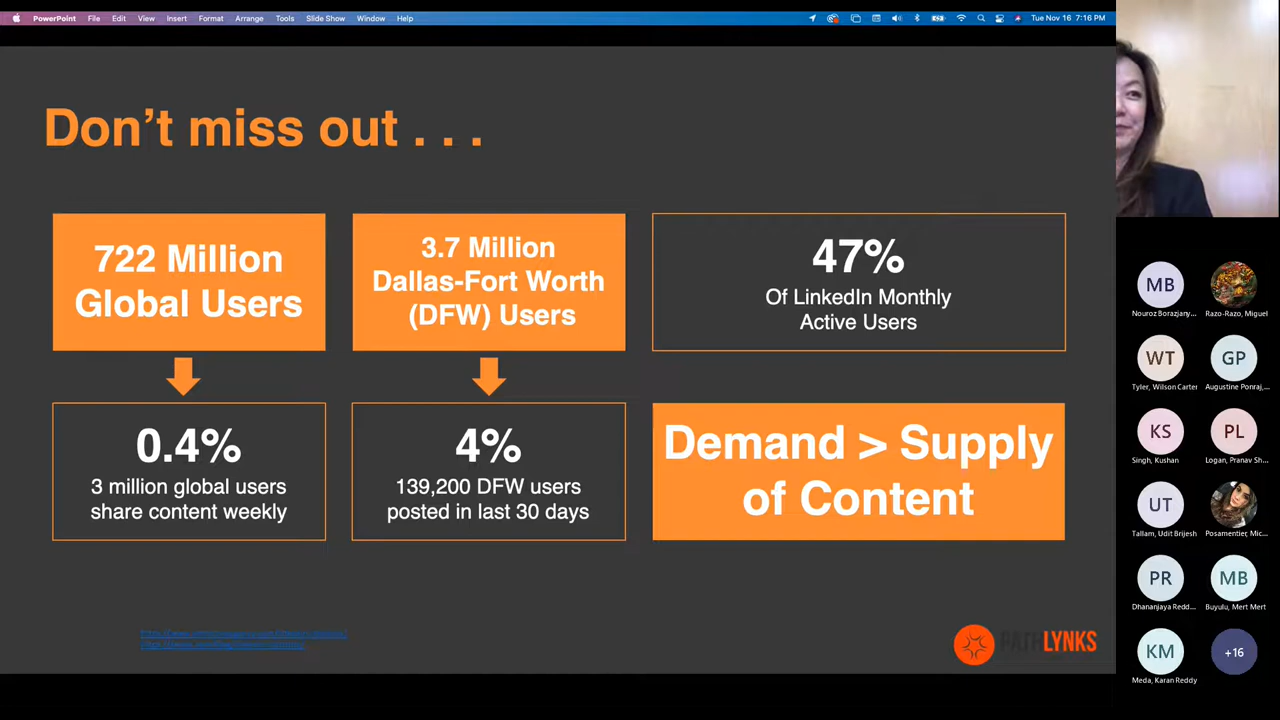 PowerPoint File Edit View Insert Format Arrange Tools Slide Show Window Help
Tue Nov 16 7:16 PM
Don’t miss out . . .
722 Million
Global Users
3.7 Million
Dallas-Fort Worth
(DFW) Users
47%
Of LinkedIn Monthly
Active Users
0.4%
3 million global users
share content weekly
4%
139,200 DFW users
posted in last 30 days
Demand > Supply
of Content
PATHLYNKS
MB
Nouroz Borazjany...
Razo-Razo, Miguel
WT
Tyler, Wilson Carter
GP
Augustine Ponraj,...
KS
Singh, Kushan
PL
Logan, Pranav Sh...
UT
Tallam, Udit Brijesh
Posamentier, Mic...
PR
Dhananjaya Redd...
MB
Buyulu, Mert Mert
KM
Meda, Karan Reddy
+16